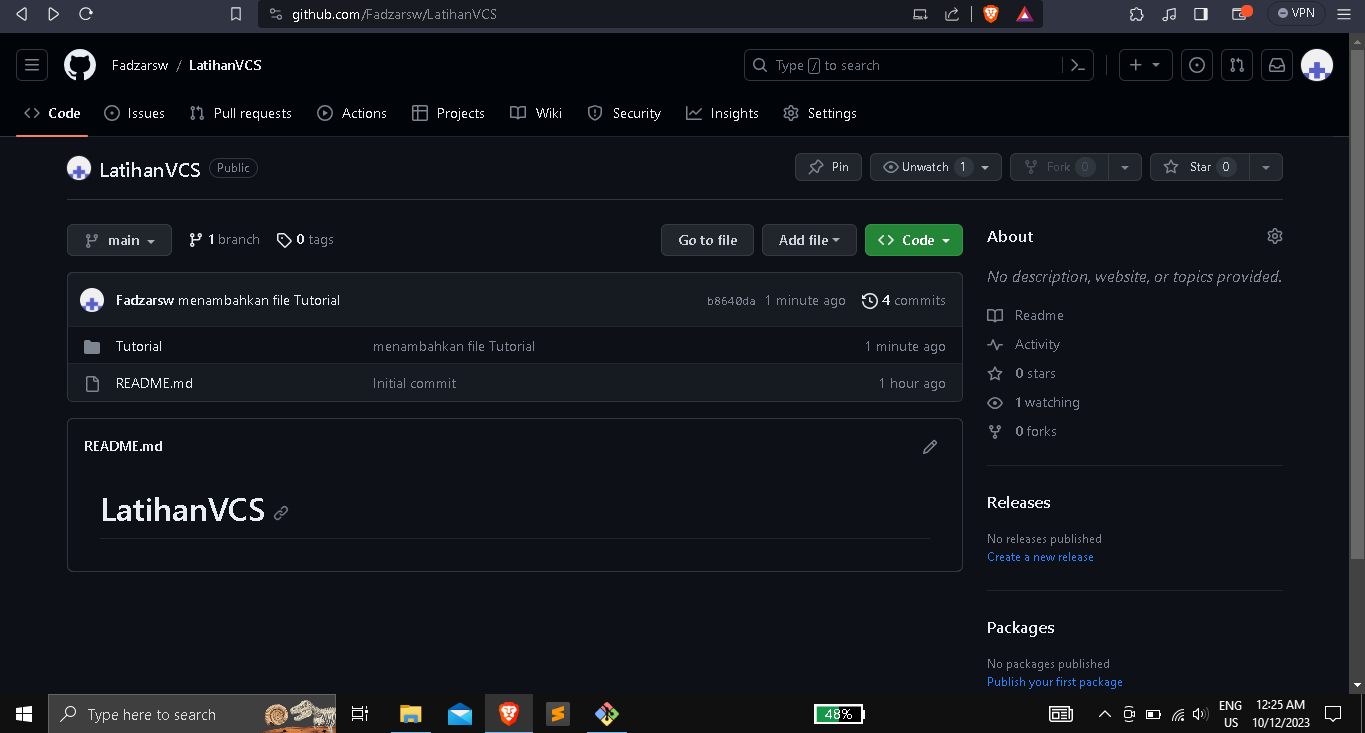 github.com/Fadzarsw/LatihanVCS
VPN
Fadzarsw / LatihanVCS
Type / to search
Code Issues Pull requests Actions Projects Wiki Security Insights Settings
LatihanVCS Public
Pin Unwatch 1 Fork 0 Star 0
main 1 branch 0 tags
Go to file Add file Code
Fadzarsw menambahkan file Tutorial b8640da 1 minute ago 4 commits
Tutorial menambahkan file Tutorial 1 minute ago
README.md Initial commit 1 hour ago
README.md
LatihanVCS
About
No description, website, or topics provided.
Readme
Activity
0 stars
1 watching
0 forks
Releases
No releases published
Create a new release
Packages
No packages published
Publish your first package
Type here to search
48%
ENG
US
12:25 AM
10/12/2023